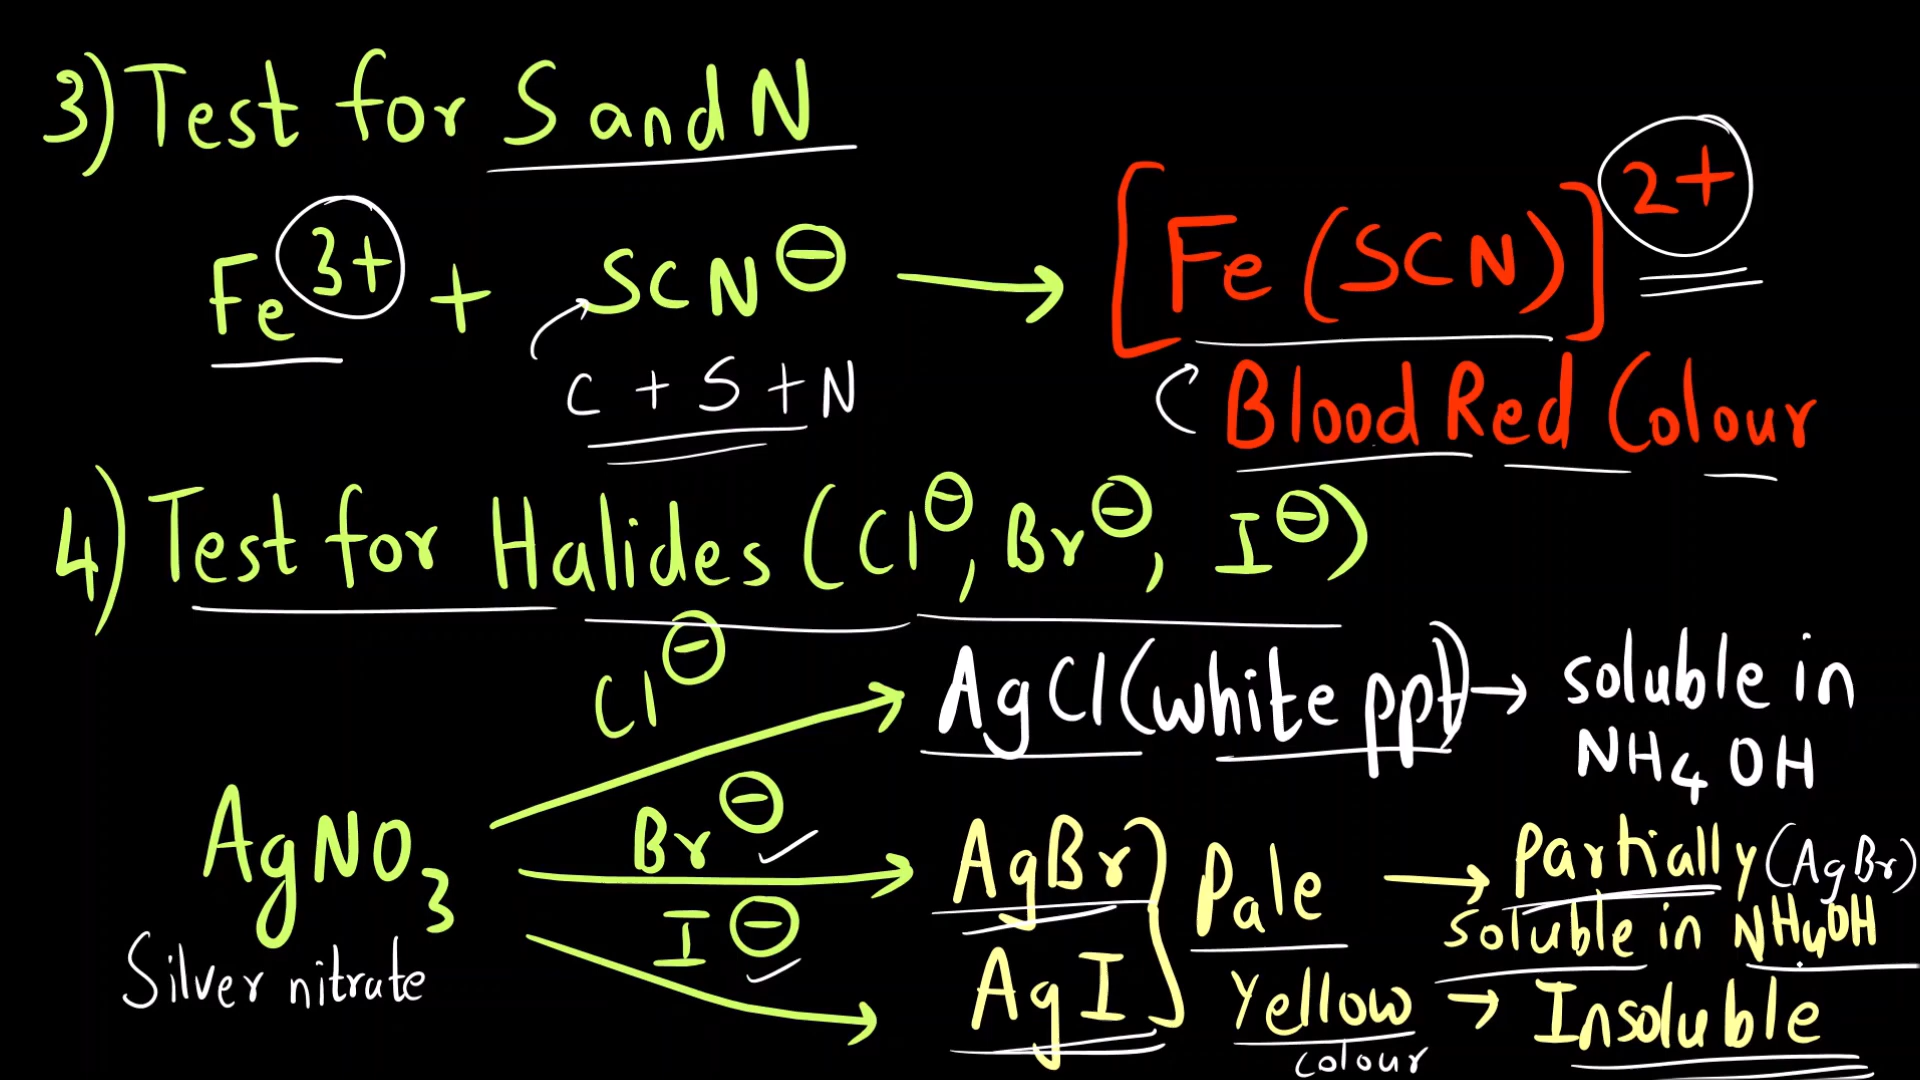 3) Test for S and N
Fe³⁺ + SCN⊖ → [Fe(SCN)]²⁺
C + S + N
Blood Red Colour
4) Test for Halides (Cl⊖, Br⊖, I⊖)
Cl⊖
AgCl (white ppt) → soluble in
NH₄OH
AgNO₃
Silver nitrate
Br⊖
AgBr
I⊖
AgI
Pale
Yellow
colour
→ Partially (AgBr)
soluble in NH₄OH
→ Insoluble